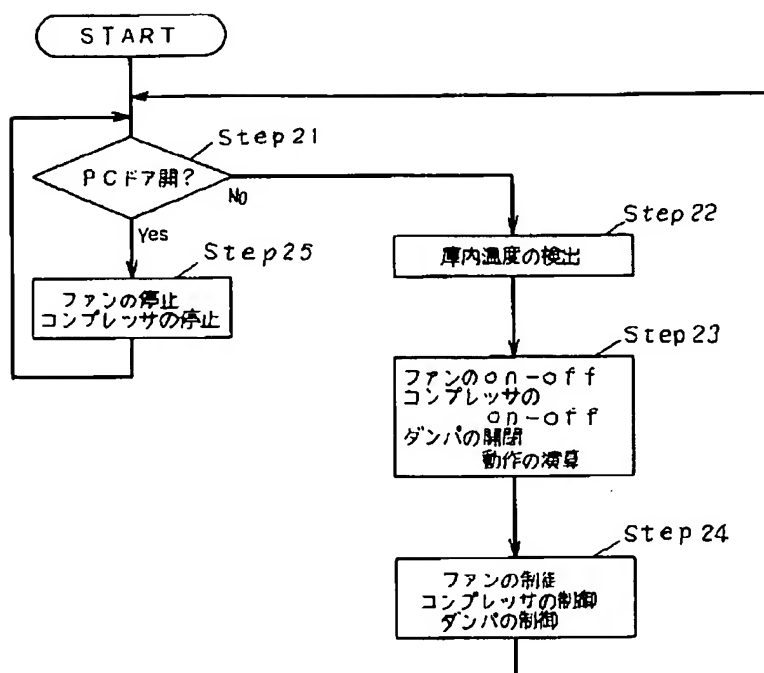 START
Step21
PCドア開?
No
Yes
Step22
庫内温度の検出
Step25
ファンの停止
コンプレッサの停止
Step23
ファンのon-off
コンプレッサの
on-off
ダンパの開閉
動作の演算
Step24
ファンの制御
コンプレッサの制御
ダンパの制御